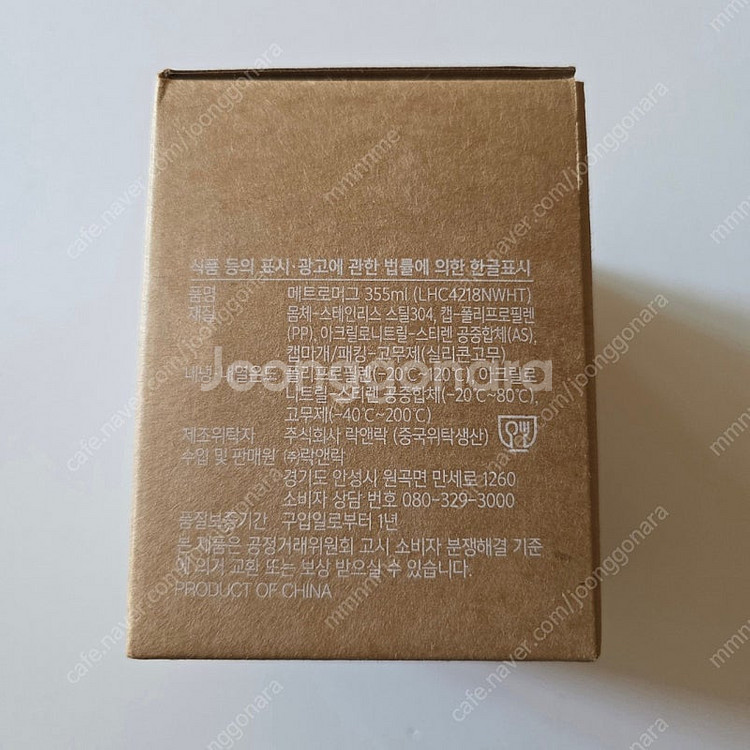 식품 등의 표시·광고에 관한 법률에 의한 한글표시
품명 메트로머그 355ml (LHC4218NWHT)
재질 몸체-스테인리스 스틸304, 캡-폴리프로필렌
(PP), 아크릴로니트릴-스티렌 공중합체(AS),
캡마개/패킹-고무제(실리콘고무)
내냉·내열온도 폴리프로필렌(-20℃~120℃), 아크릴로
니트릴-스티렌 공중합체(-20℃~80℃),
고무제(-40℃~200℃)
제조위탁자 주식회사 락앤락 (중국위탁생산)
수입 및 판매원 ㈜락앤락
경기도 안성시 원곡면 만세로 1260
소비자 상담 번호 080-329-3000
품질보증기간 구입일로부터 1년
본 제품은 공정거래위원회 고시 소비자 분쟁해결 기준
에 의거 교환 또는 보상 받으실 수 있습니다.
PRODUCT OF CHINA
Joonggonara
cafe.naver.com/joonggonara
mmmmme